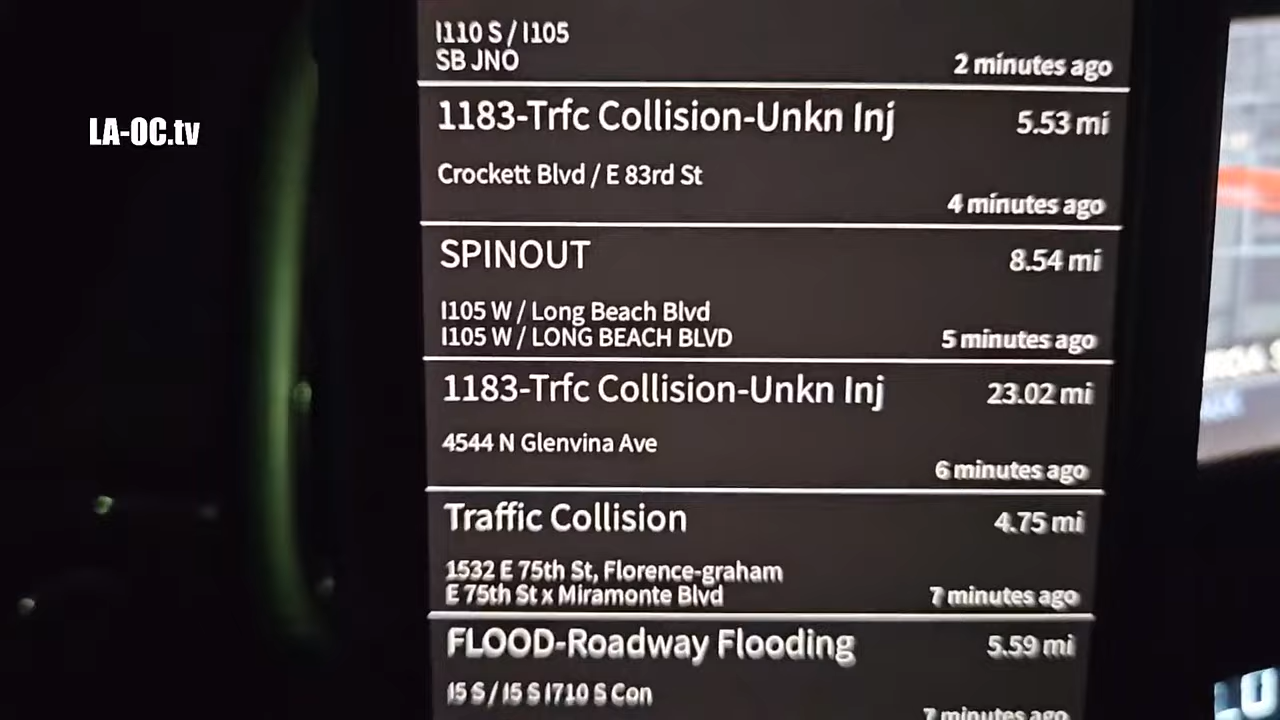 I110 S / I105
SB JNO
2 minutes ago
LA-OC.tv
1183-Trfc Collision-Unkn Inj
5.53 mi
Crockett Blvd / E 83rd St
4 minutes ago
SPINOUT
8.54 mi
I105 W / Long Beach Blvd
I105 W / LONG BEACH BLVD
5 minutes ago
1183-Trfc Collision-Unkn Inj
23.02 mi
4544 N Glenvina Ave
6 minutes ago
Traffic Collision
4.75 mi
1532 E 75th St, Florence-graham
E 75th St x Miramonte Blvd
7 minutes ago
FLOOD-Roadway Flooding
5.59 mi
I5 S / I5 S I710 S Con
7 minutes ago